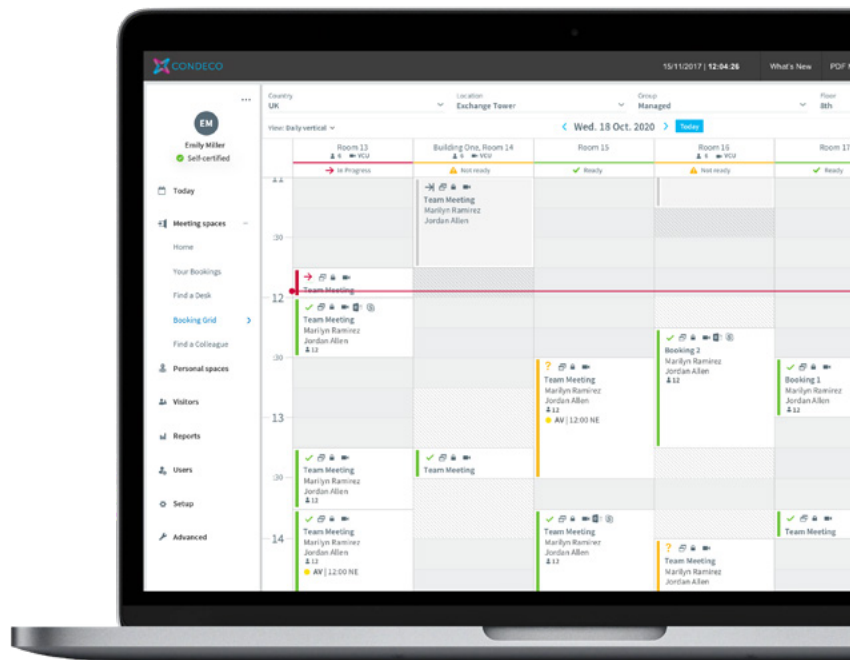 CONDECO
15/11/2017 | 12:04:26
What's New
PDF
Country
UK
Location
Exchange Tower
Group
Managed
Floor
8th
EM
Emily Miller
Self-certified
View: Daily vertical
Wed. 18 Oct. 2020
Today
Room 13
6 VCU
In Progress
Building One, Room 14
6 VCU
Not ready
Room 15
Ready
Room 16
6 VCU
Not ready
Room 17
Ready
Today
Meeting spaces
Home
Your Bookings
Find a Desk
Booking Grid
Find a Colleague
Personal spaces
Visitors
Reports
Users
Setup
Advanced
11
:30
12
:30
13
:30
14
Team Meeting
Team Meeting
Marilyn Ramirez
Jordan Allen
12
Team Meeting
Marilyn Ramirez
Jordan Allen
12
Team Meeting
Marilyn Ramirez
Jordan Allen
12
AV | 12:00 NE
Team Meeting
Marilyn Ramirez
Jordan Allen
Team Meeting
Team Meeting
Marilyn Ramirez
Jordan Allen
12
AV | 12:00 NE
Team Meeting
Marilyn Ramirez
Jordan Allen
12
Booking 2
Marilyn Ramirez
Jordan Allen
12
Team Meeting
Marilyn Ramirez
Jordan Allen
Booking 1
Marilyn Ramirez
Jordan Allen
12
Team Meeting